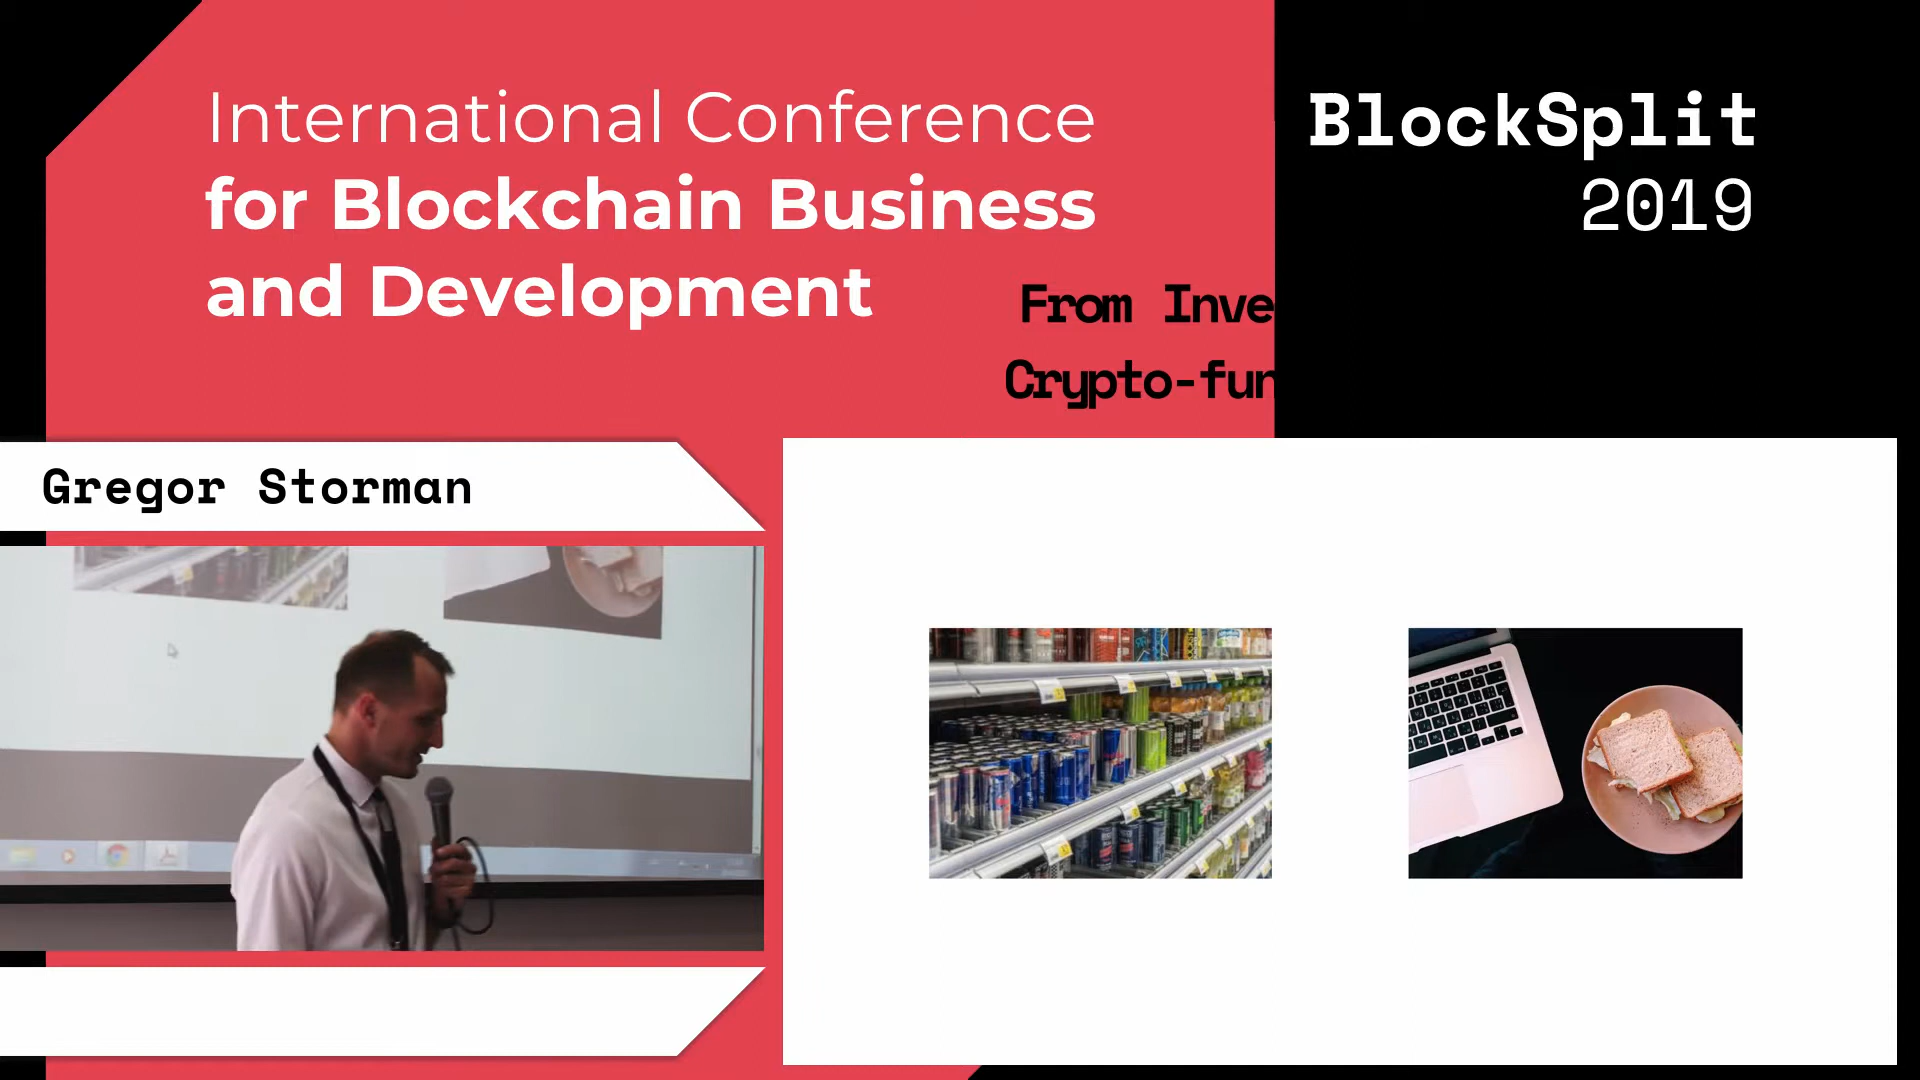 International Conference
for Blockchain Business
and Development
BlockSplit
2019
From Inve
Crypto-fun
Gregor Storman